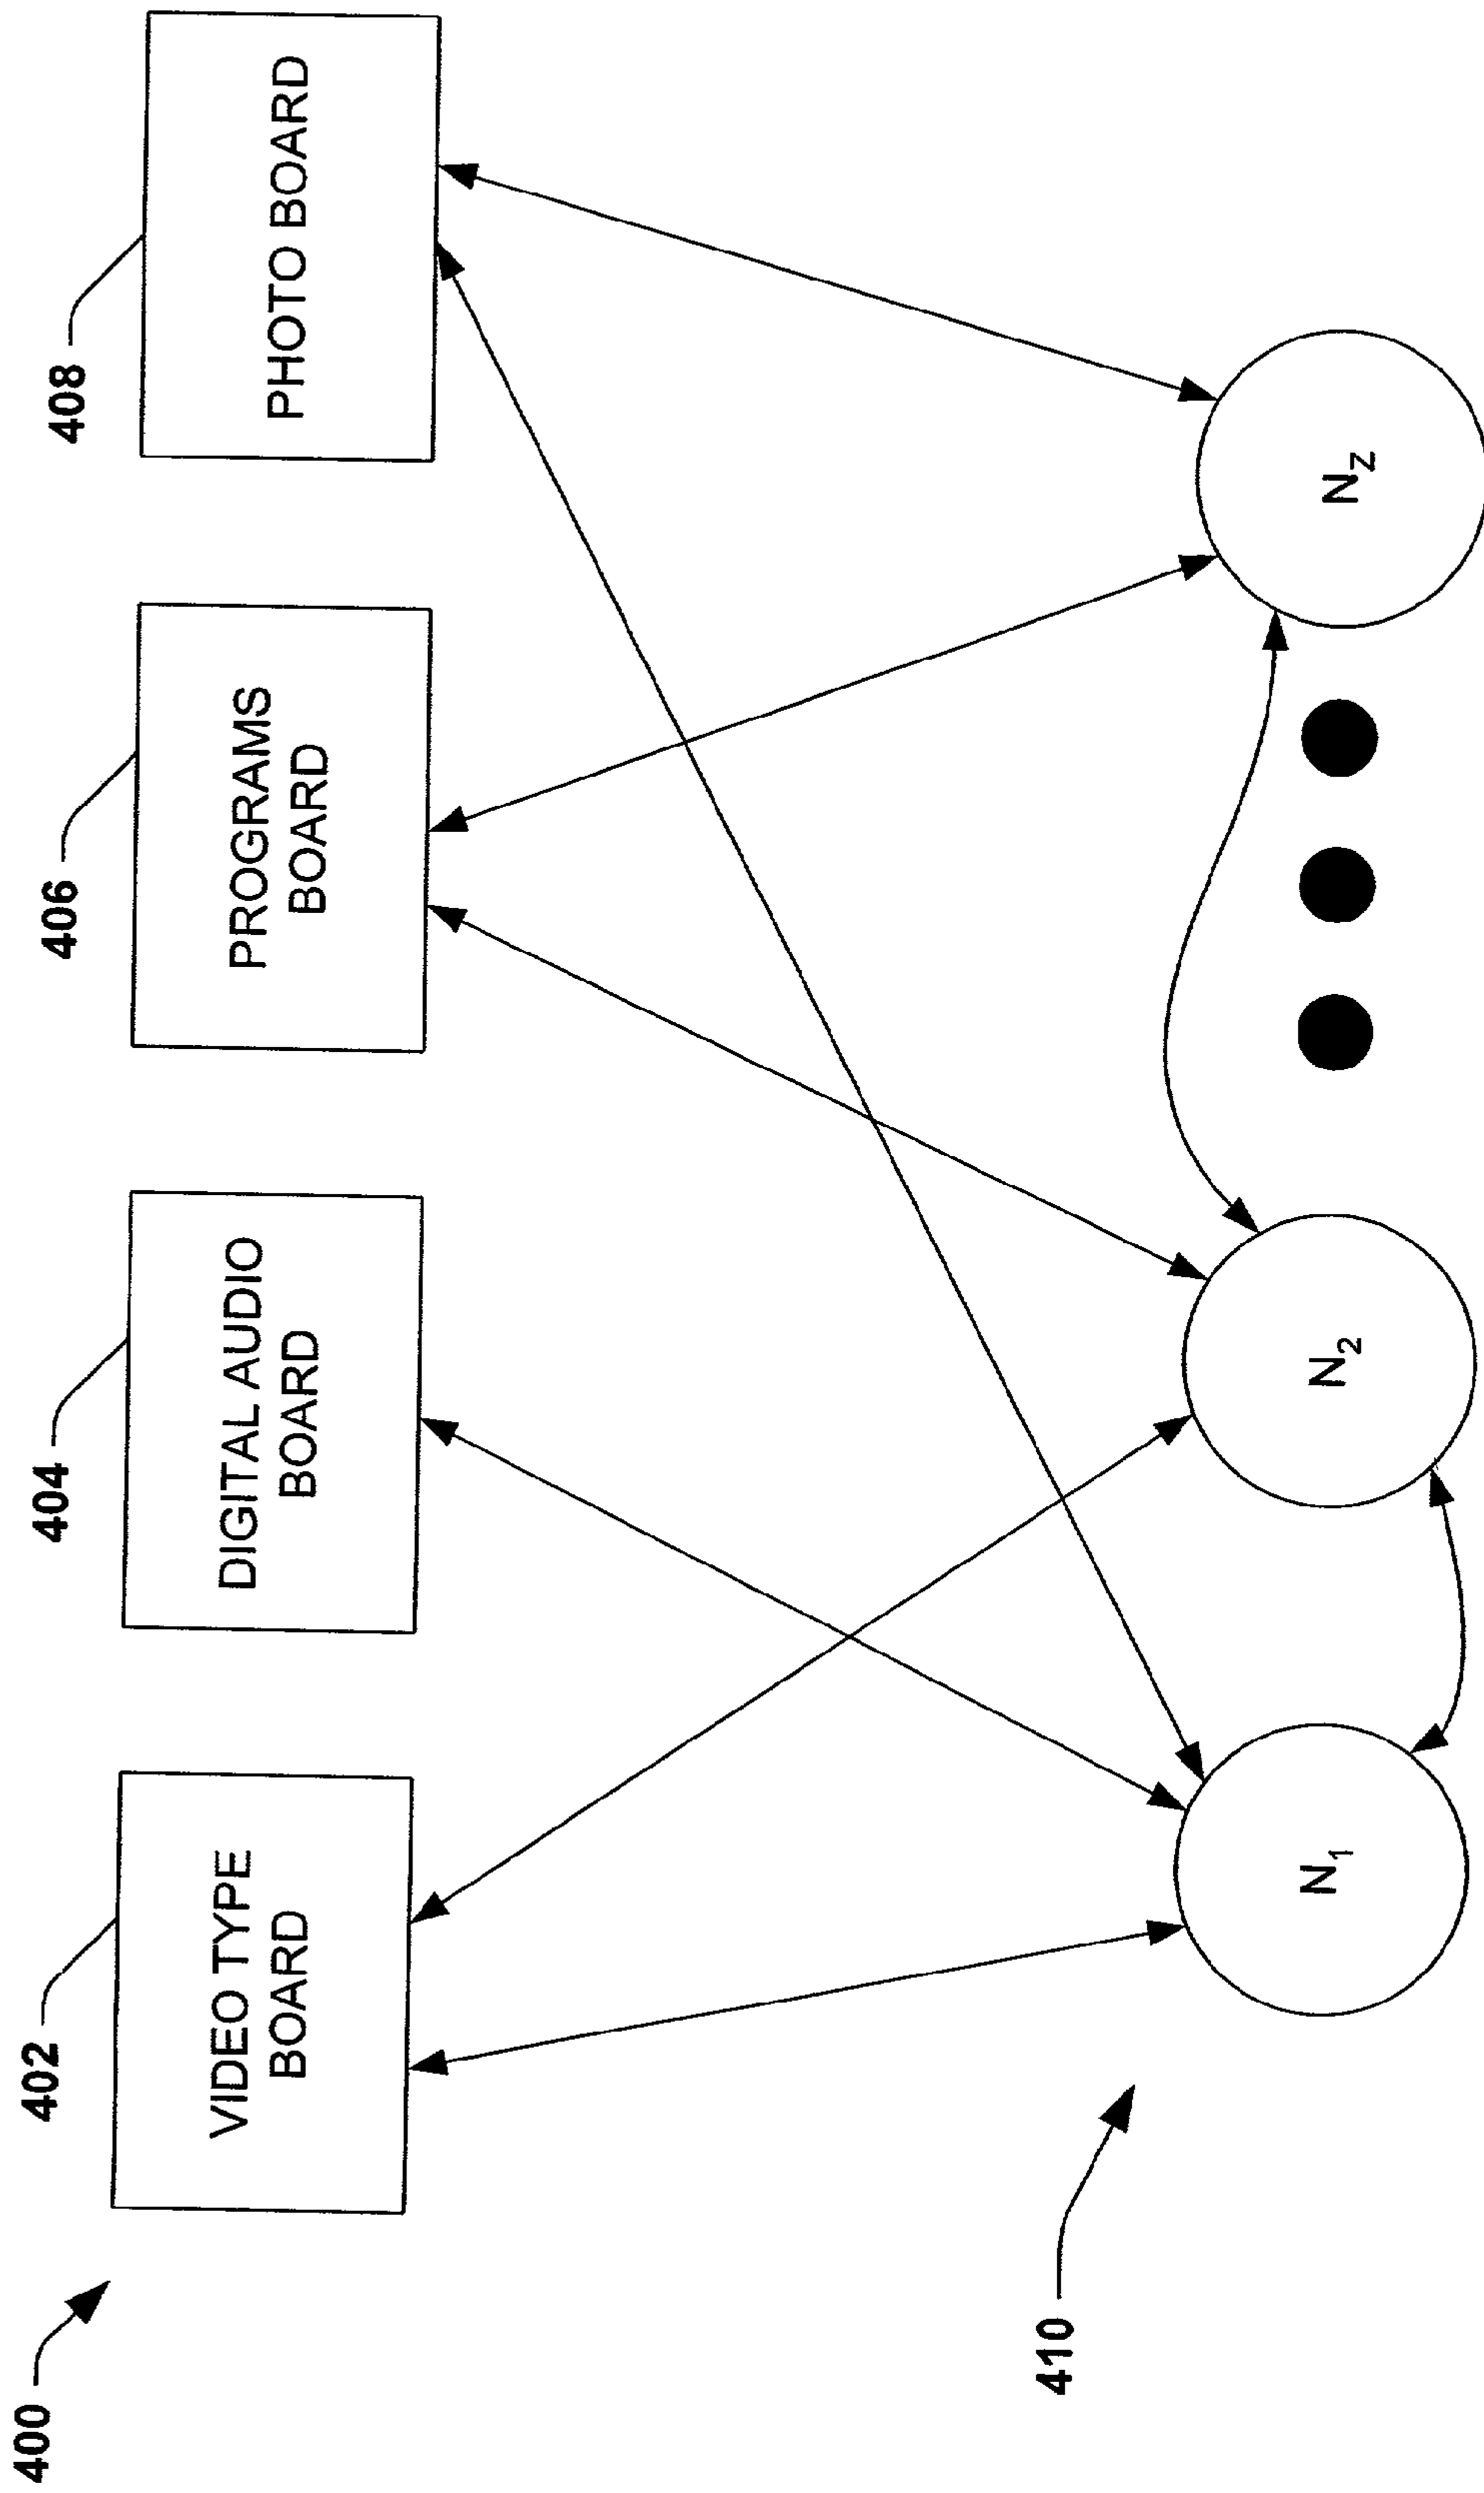 400
402
VIDEO TYPE
BOARD
404
DIGITAL AUDIO
BOARD
406
PROGRAMS
BOARD
408
PHOTO BOARD
410
N1
N2
NZ